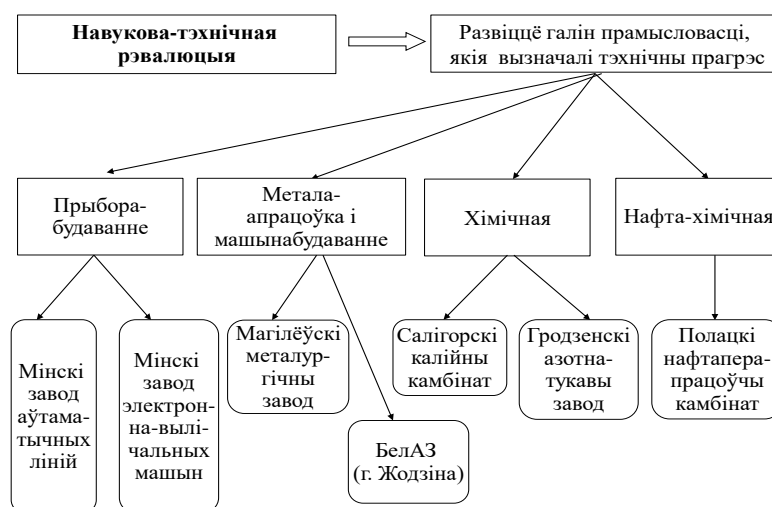 Навукова-тэхнічная
рэвалюцыя
Развіццё галін прамысловасці,
якія вызначалі тэхнічны прагрэс
Прыбора-
будаванне
Метала-
апрацоўка і
машынабудаванне
Хімічная
Нафта-хімічная
Мінскі
завод
аўтама-
тычных
ліній
Мінскі
завод
электрон-
на-вылі-
чальных
машын
Магілёўскі
металур-
гічны
завод
БелАЗ
(г. Жодзіна)
Салігорскі
калійны
камбінат
Гродзенскі
азотна-
тукавы
завод
Полацкі
нафтапера-
працоўчы
камбінат